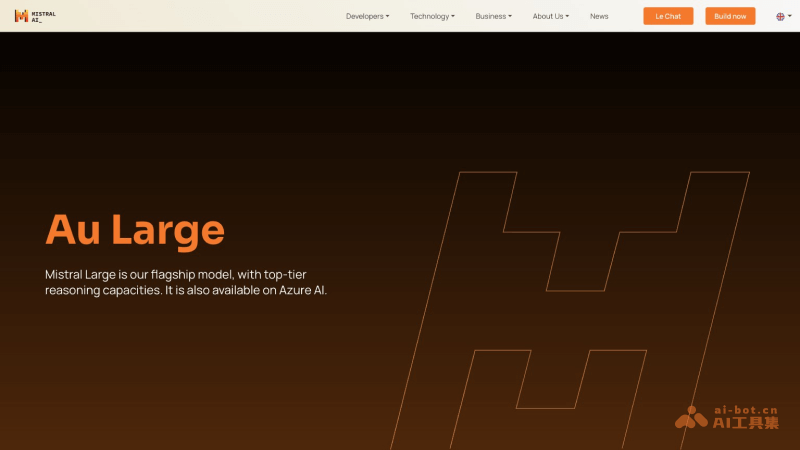 MISTRAL
AI_
Developers
Technology
Business
About Us
News
Le Chat
Build now
Au Large
Mistral Large is our flagship model, with top-tier
reasoning capacities. It is also available on Azure AI.
ai-bot.cn
AI工具集